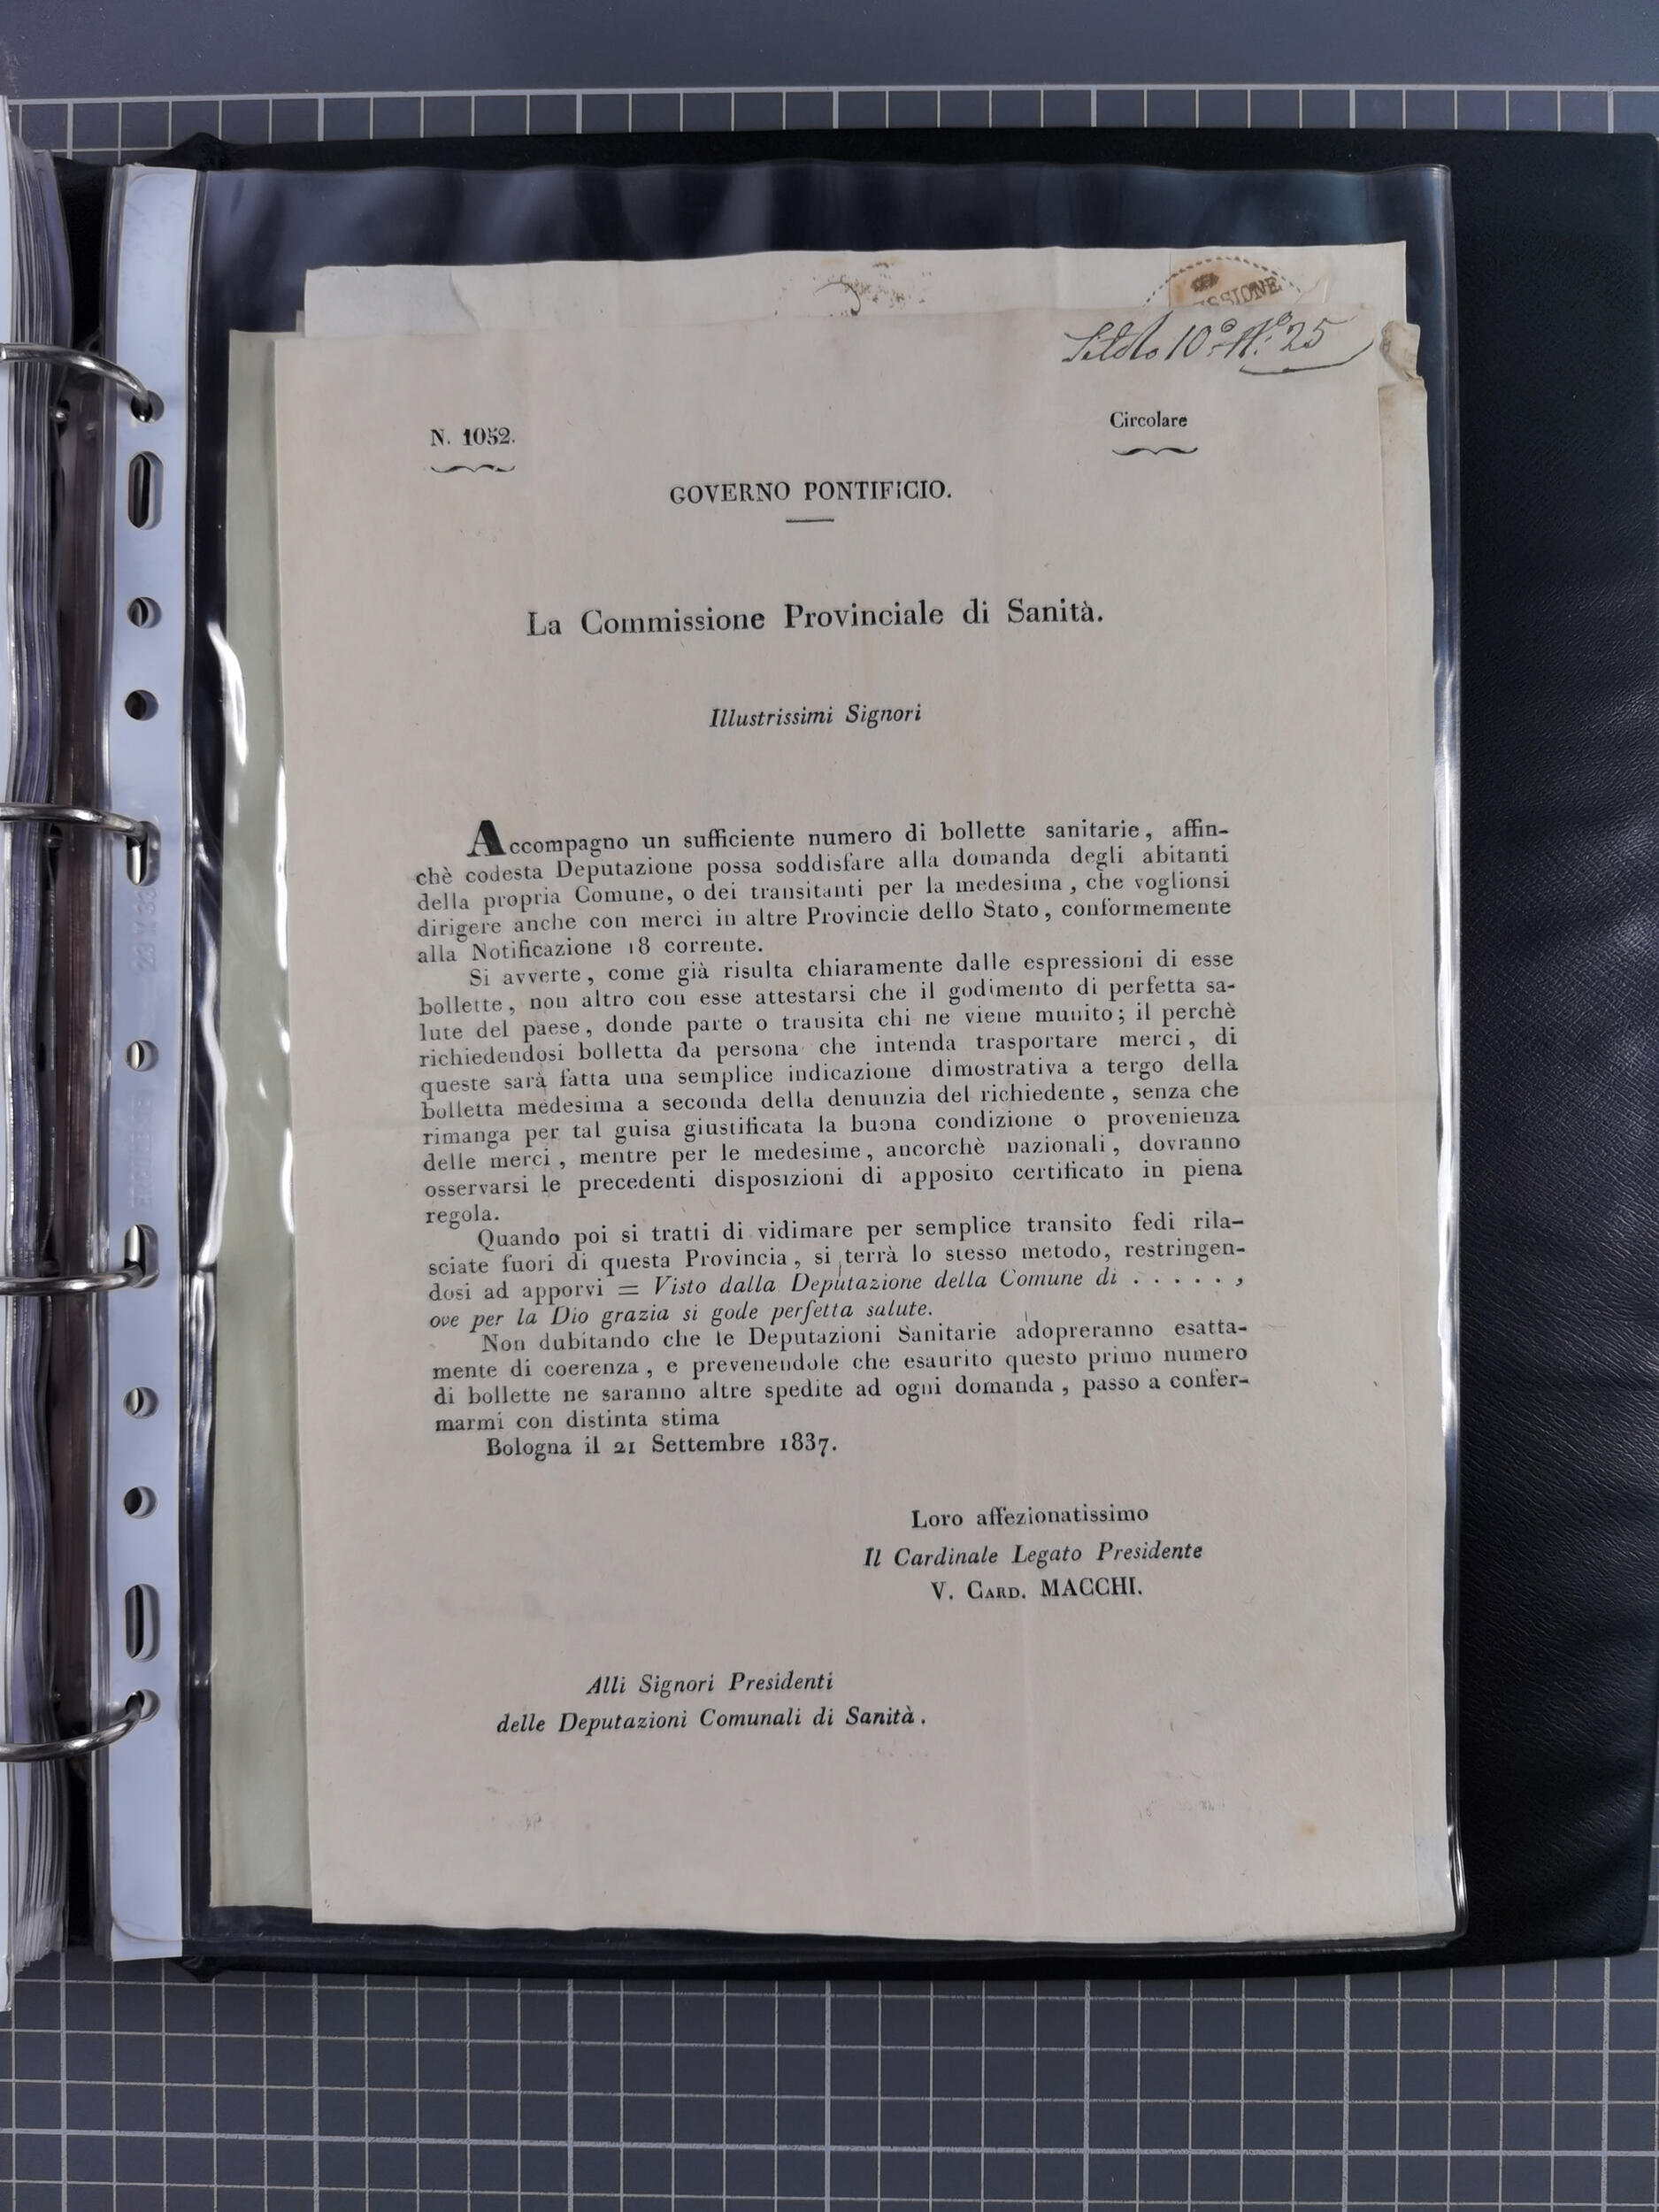 SSIONE
10.° N.° 25
N. 1052.
Circolare
GOVERNO PONTIFICIO.
La Commissione Provinciale di Sanità.
Illustrissimi Signori
Accompagno un sufficiente numero di bollette sanitarie, affin-
chè codesta Deputazione possa soddisfare alla domanda degli abitanti
della propria Comune, o dei transitanti per la medesima, che voglionsi
dirigere anche con merci in altre Provincie dello Stato, conformemente
alla Notificazione 18 corrente.
Si avverte, come già risulta chiaramente dalle espressioni di esse
bollette, non altro con esse attestarsi che il godimento di perfetta sa-
lute del paese, donde parte o transita chi ne viene munito; il perchè
richiedendosi bolletta da persona che intenda trasportare merci, di
queste sarà fatta una semplice indicazione dimostrativa a tergo della
bolletta medesima a seconda della denunzia del richiedente, senza che
rimanga per tal guisa giustificata la buona condizione o provenienza
delle merci, mentre per le medesime, ancorchè nazionali, dovranno
osservarsi le precedenti disposizioni di apposito certificato in piena
regola.
Quando poi si tratti di vidimare per semplice transito fedi rila-
sciate fuori di questa Provincia, si terrà lo stesso metodo, restringen-
dosi ad apporvi = Visto dalla Deputazione della Comune di . . . . . ,
ove per la Dio grazia si gode perfetta salute.
Non dubitando che le Deputazioni Sanitarie adopreranno esatta-
mente di coerenza, e prevenendole che esaurito questo primo numero
di bollette ne saranno altre spedite ad ogni domanda, passo a confer-
marmi con distinta stima
Bologna il 21 Settembre 1837.
Loro affezionatissimo
Il Cardinale Legato Presidente
V. CARD. MACCHI.
Alli Signori Presidenti
delle Deputazioni Comunali di Sanità.